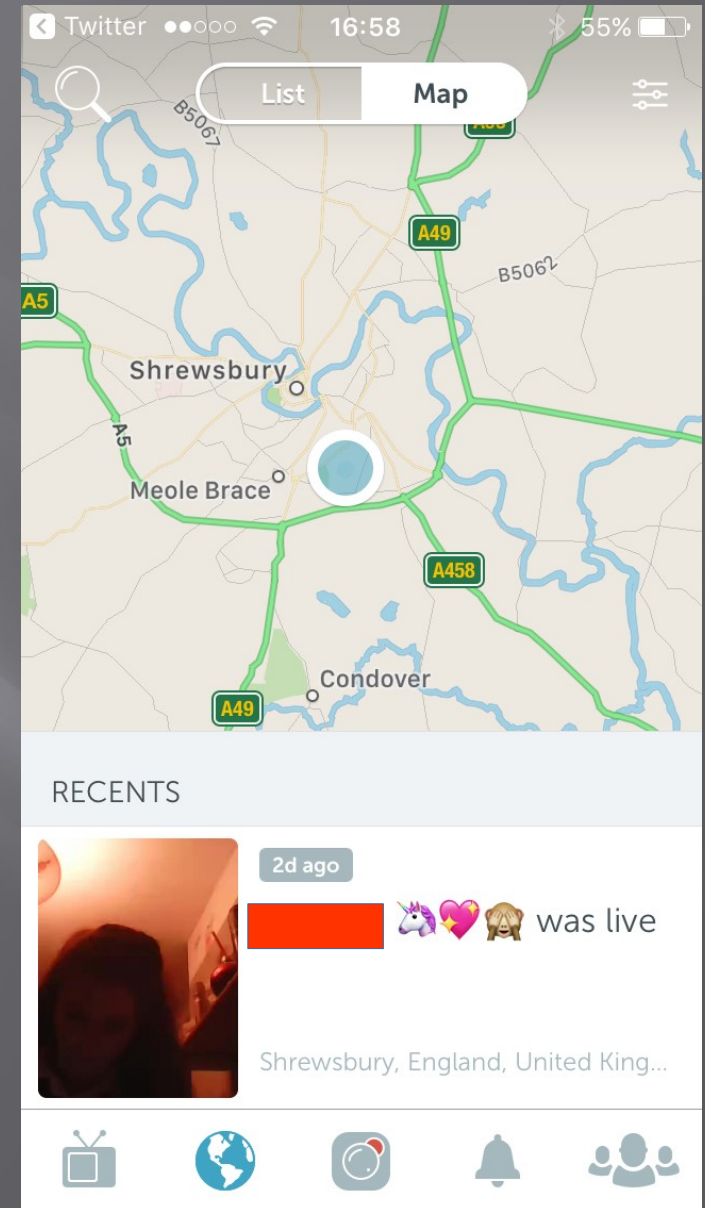 Twitter 16:58 55%
List Map
B5067
A49
B5062
A5
Shrewsbury
A5
Meole Brace
A458
Condover
A49
RECENTS
2d ago
🦄💖🙈 was live
Shrewsbury, England, United King...